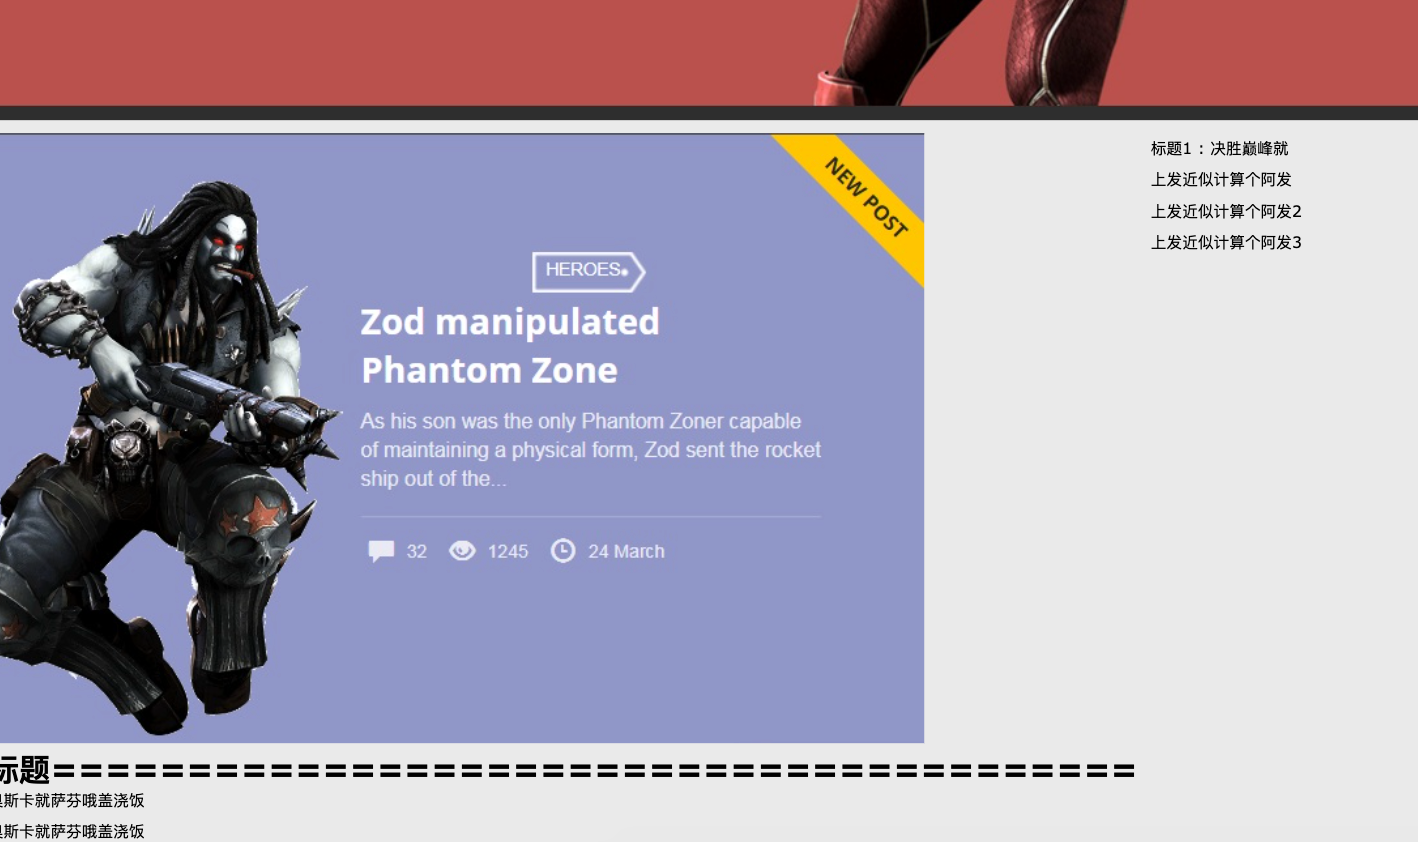 标题1：决胜巅峰就
上发近似计算个阿发
上发近似计算个阿发2
上发近似计算个阿发3
NEW POST
HEROES
Zod manipulated
Phantom Zone
As his son was the only Phantom Zoner capable
of maintaining a physical form, Zod sent the rocket
ship out of the...
32 1245 24 March
标题========================================
斯卡就萨芬哦盖浇饭
斯卡就萨芬哦盖浇饭